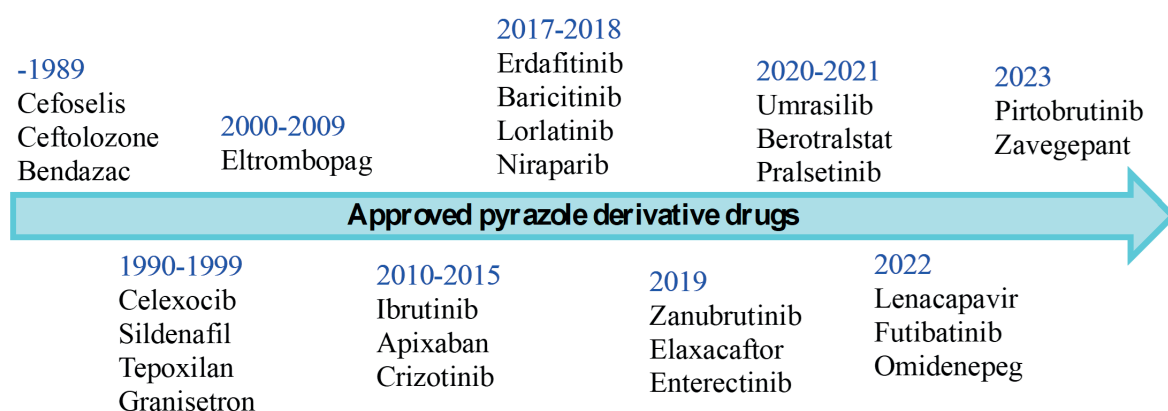 -1989
Cefoselis
Ceftolozone
Bendazac
2000-2009
Eltrombopag
2017-2018
Erdafitinib
Baricitinib
Lorlatinib
Niraparib
2020-2021
Umrasilib
Berotralstat
Pralsetinib
2023
Pirtobrutinib
Zavegepant
Approved pyrazole derivative drugs
1990-1999
Celexocib
Sildenafil
Tepoxilan
Granisetron
2010-2015
Ibrutinib
Apixaban
Crizotinib
2019
Zanubrutinib
Elaxacaftor
Enterectinib
2022
Lenacapavir
Futibatinib
Omidenepeg